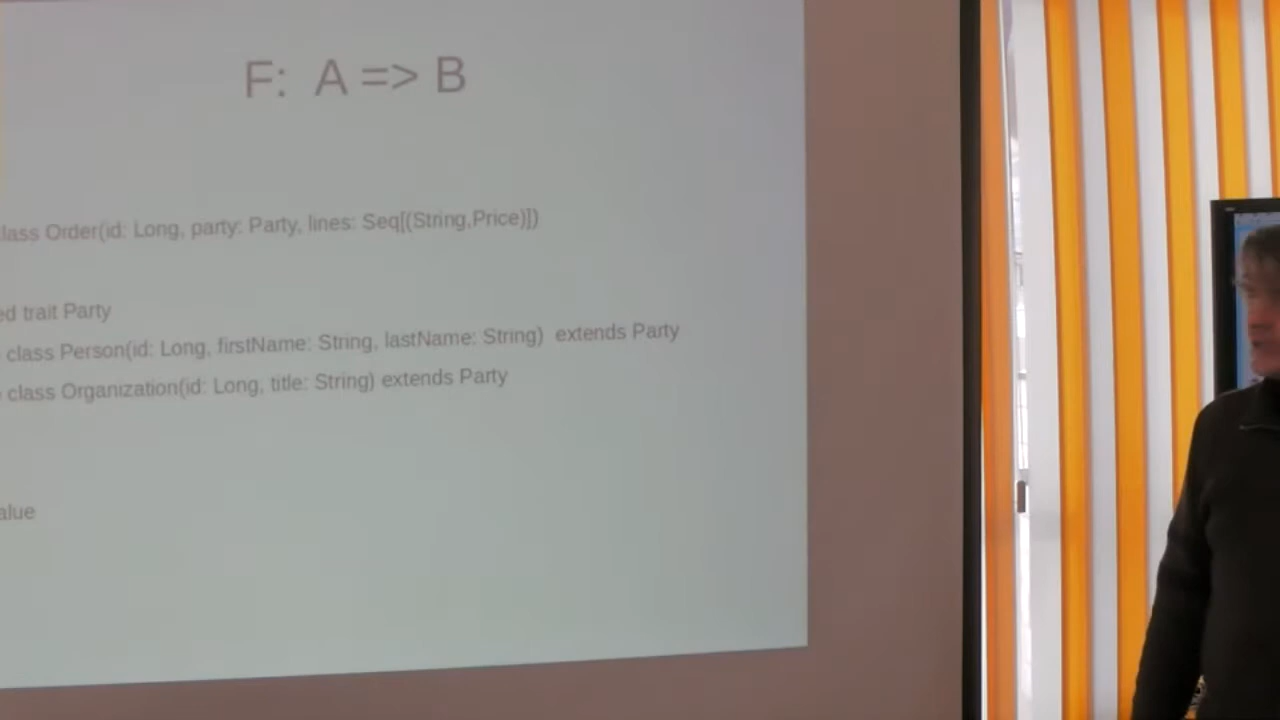 F: A => B
lass Order(id: Long, party: Party, lines: Seq[(String,Price)])
ed trait Party
class Person(id: Long, firstName: String, lastName: String) extends Party
class Organization(id: Long, title: String) extends Party
alue